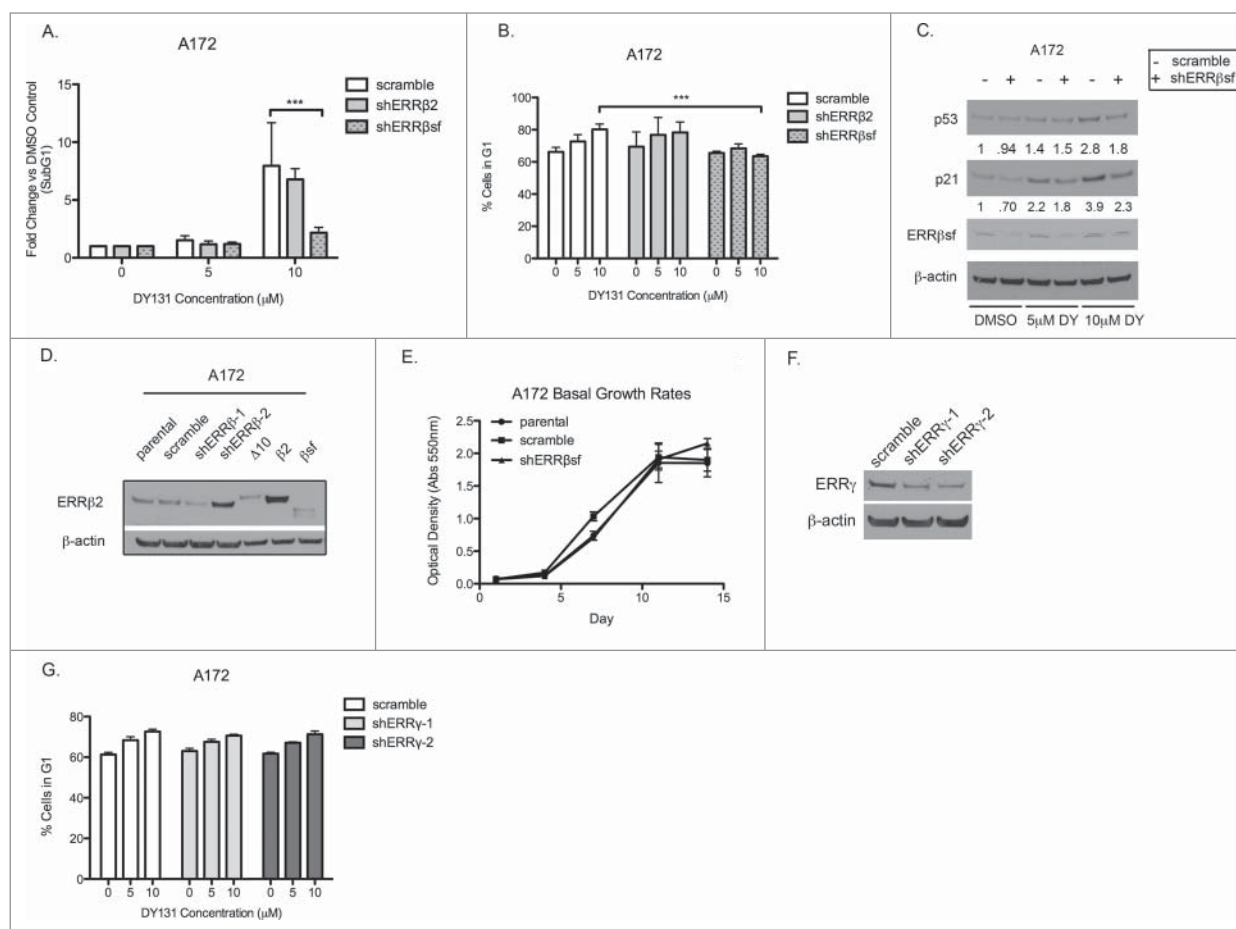 A.
A172
15
10
5
0
Fold Change vs DMSO Control
(SubG1)
***
scramble
shERRβ2
shERRβsf
0 5 10
DY131 Concentration (μM)
B.
A172
100
80
60
40
20
0
% Cells in G1
***
scramble
shERRβ2
shERRβsf
0 5 10 0 5 10 0 5 10
DY131 Concentration (μM)
C.
A172
- scramble
+ shERRβsf
- + - + - +
p53
1 .94 1.4 1.5 2.8 1.8
p21
1 .70 2.2 1.8 3.9 2.3
ERRβsf
β-actin
DMSO 5μM DY 10μM DY
D.
A172
parental scramble shERRβ-1 shERRβ-2 Δ10 β2 βsf
ERRβ2
β-actin
E.
A172 Basal Growth Rates
parental
scramble
shERRβsf
2.5
2.0
1.5
1.0
0.5
0.0
Optical Density (Abs 550nm)
0 5 10 15
Day
F.
scramble shERRγ-1 shERRγ-2
ERRγ
β-actin
G.
A172
80
60
40
20
0
% Cells in G1
scramble
shERRγ-1
shERRγ-2
0 5 10 0 5 10 0 5 10
DY131 Concentration (μM)